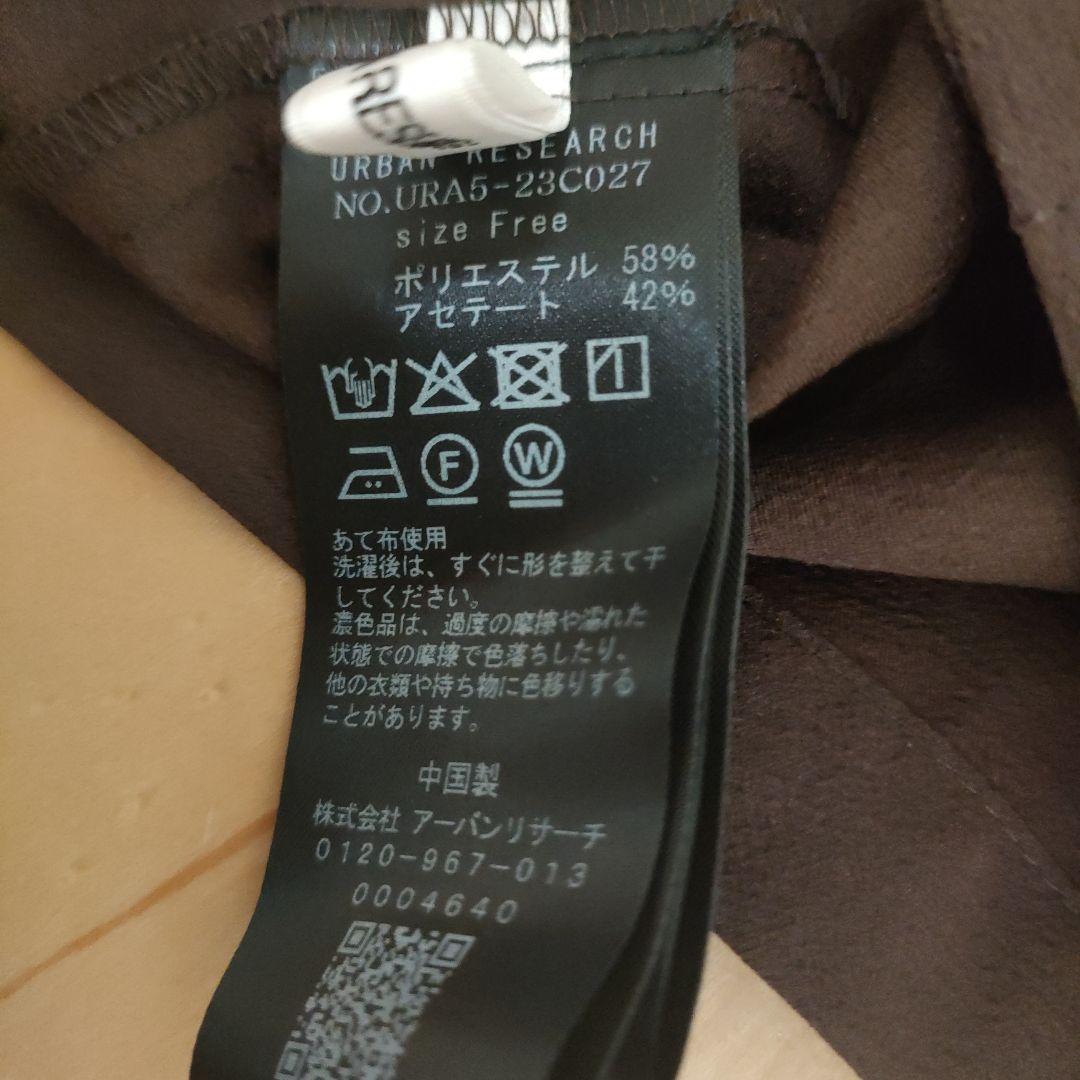 URBAN RESEARCH
NO.URA5-23C027
size Free
ポリエステル 58%
アセテート 42%
F W
あて布使用
洗濯後は、すぐに形を整えて干
してください。
濃色品は、過度の摩擦や濡れた
状態での摩擦で色落ちしたり、
他の衣類や持ち物に色移りする
ことがあります。
中国製
株式会社 アーバンリサーチ
0120-967-013
0004640